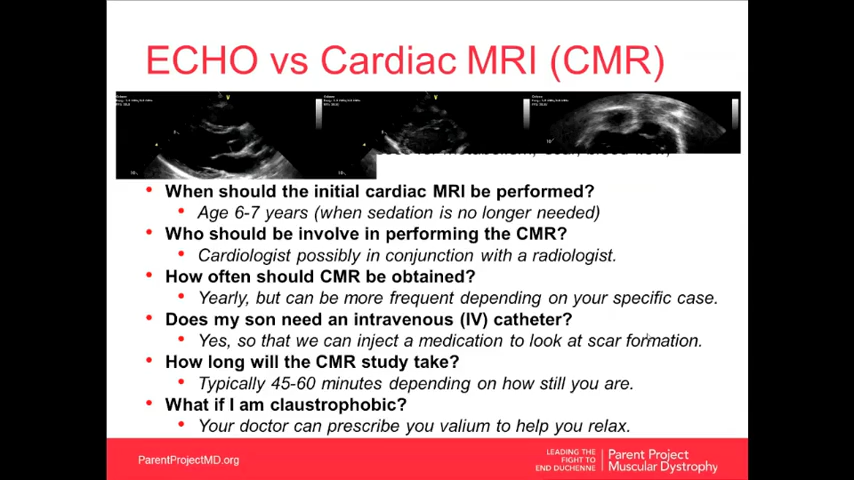 ECHO vs Cardiac MRI (CMR)
• When should the initial cardiac MRI be performed?
• Age 6-7 years (when sedation is no longer needed)
• Who should be involve in performing the CMR?
• Cardiologist possibly in conjunction with a radiologist.
• How often should CMR be obtained?
• Yearly, but can be more frequent depending on your specific case.
• Does my son need an intravenous (IV) catheter?
• Yes, so that we can inject a medication to look at scar formation.
• How long will the CMR study take?
• Typically 45-60 minutes depending on how still you are.
• What if I am claustrophobic?
• Your doctor can prescribe you valium to help you relax.
ParentProjectMD.org
LEADING THE
FIGHT TO
END DUCHENNE
Parent Project
Muscular Dystrophy